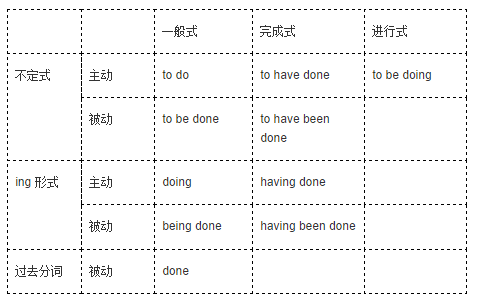 一般式 完成式 进行式
不定式 主动 to do to have done to be doing
被动 to be done to have been
done
ing 形式 主动 doing having done
被动 being done having been done
过去分词 被动 done